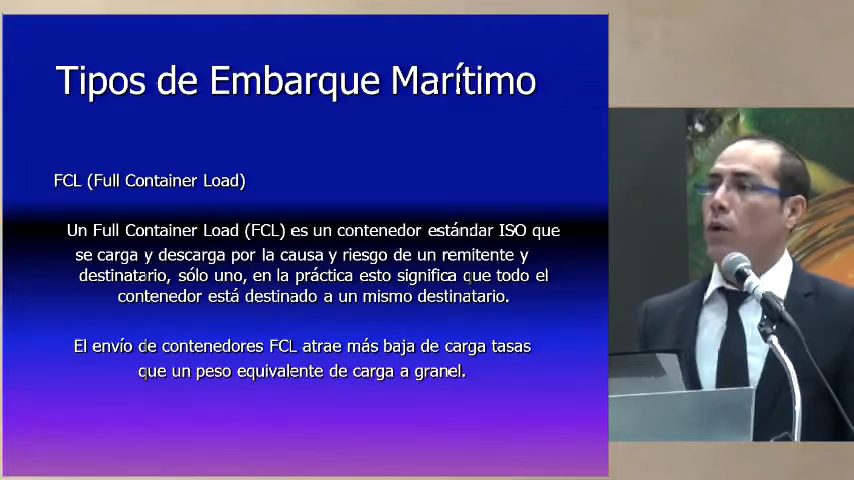 Tipos de Embarque Marítimo
FCL (Full Container Load)
Un Full Container Load (FCL) es un contenedor estándar ISO que
se carga y descarga por la causa y riesgo de un remitente y
destinatario, sólo uno, en la práctica esto significa que todo el
contenedor está destinado a un mismo destinatario.
El envío de contenedores FCL atrae más baja de carga tasas
que un peso equivalente de carga a granel.